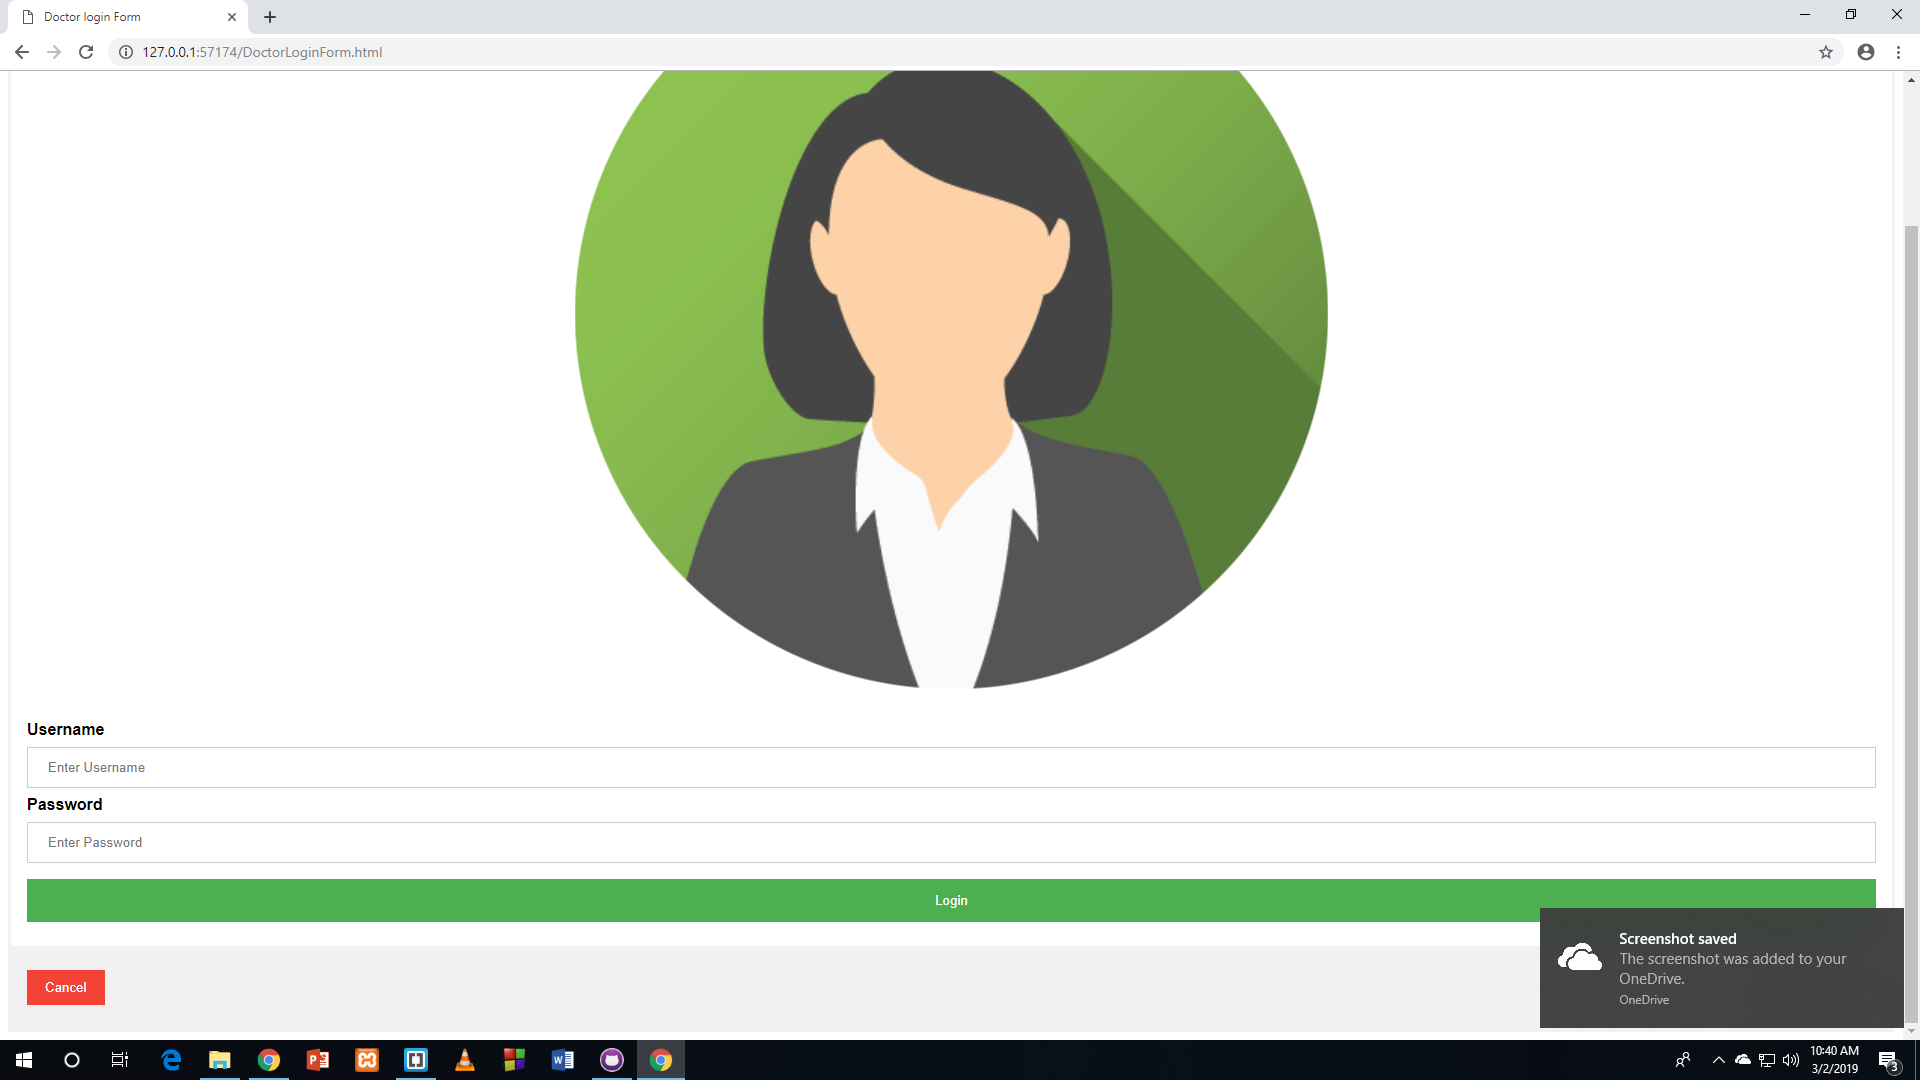 Doctor login Form
127.0.0.1:57174/DoctorLoginForm.html
Username
Enter Username
Password
Enter Password
Login
Cancel
Screenshot saved
The screenshot was added to your
OneDrive.
OneDrive
10:40 AM
3/2/2019
3